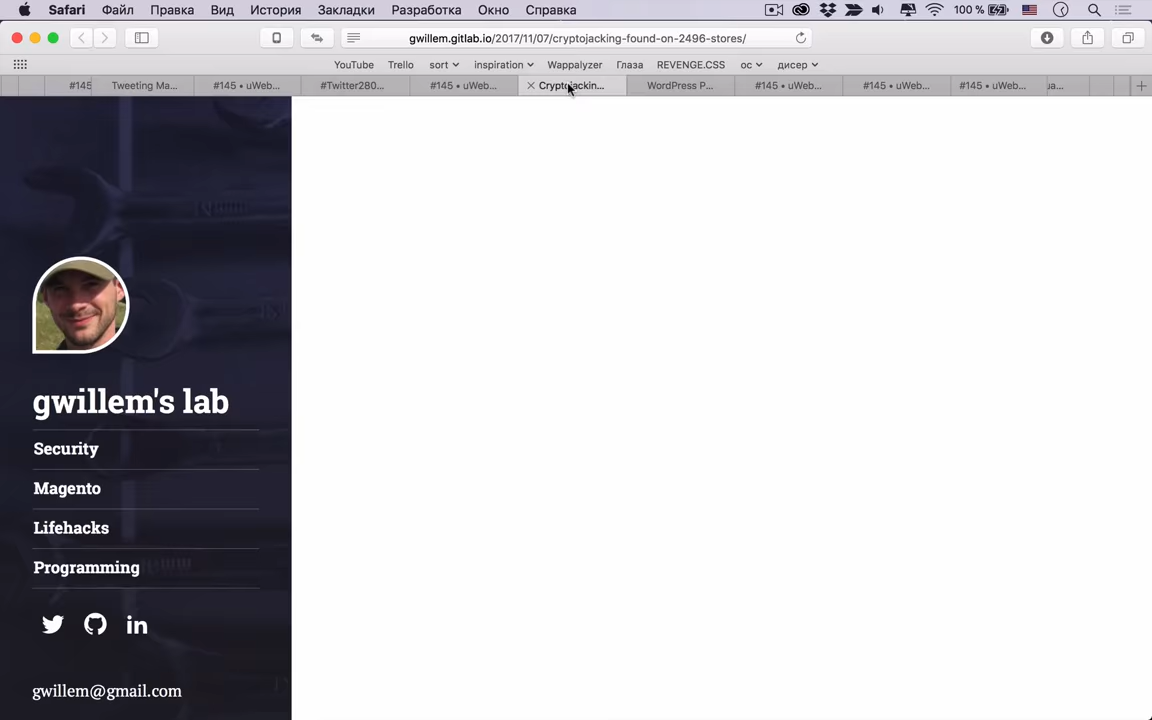 Safari Файл Правка Вид История Закладки Разработка Окно Справка 100 %
gwillem.gitlab.io/2017/11/07/cryptojacking-found-on-2496-stores/
YouTube Trello sort inspiration Wappalyzer Глаза REVENGE.CSS ос дисер
#145 Tweeting Ma... #145 • uWeb... #Twitter280... #145 • uWeb... Cryptojackin... WordPress P... #145 • uWeb... #145 • uWeb... #145 • uWeb...
gwillem's lab
Security
Magento
Lifehacks
Programming
gwillem@gmail.com